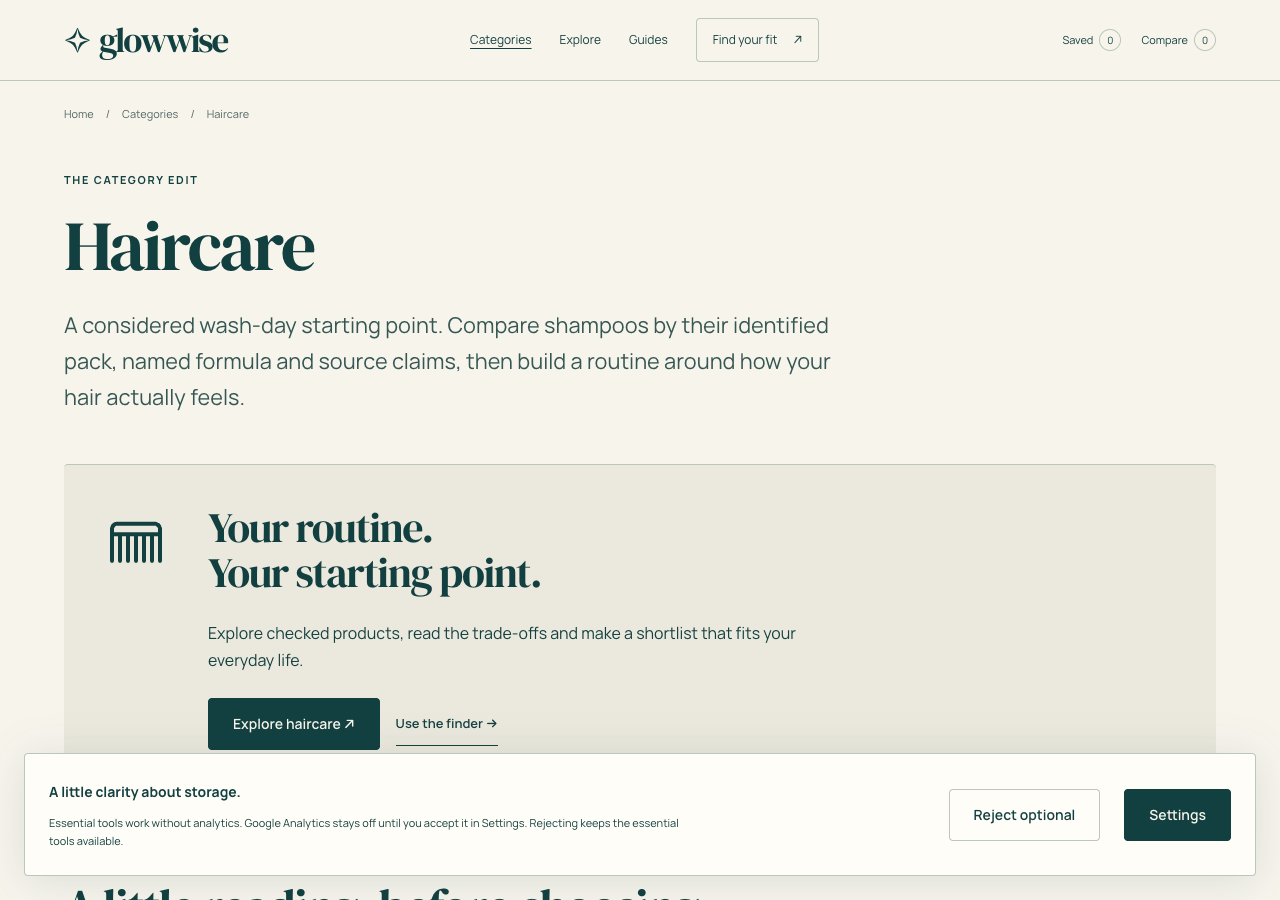 glowwise
Categories
Explore
Guides
Find your fit ↗
Saved 0
Compare 0
Home / Categories / Haircare
THE CATEGORY EDIT
Haircare
A considered wash-day starting point. Compare shampoos by their identified
pack, named formula and source claims, then build a routine around how your
hair actually feels.
Your routine.
Your starting point.
Explore checked products, read the trade-offs and make a shortlist that fits your
everyday life.
Explore haircare ↗
Use the finder →
A little clarity about storage.
Essential tools work without analytics. Google Analytics stays off until you accept it in Settings. Rejecting keeps the essential
tools available.
Reject optional
Settings
A little reading, before choosing.